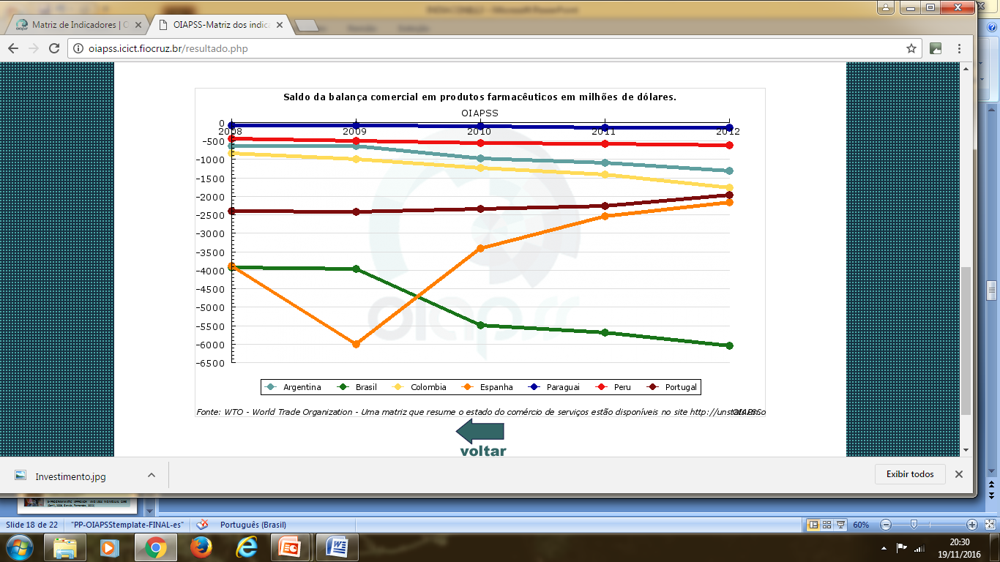 Matriz de Indicadores | O
OIAPSS-Matriz dos indica
oiapss.icict.fiocruz.br/resultado.php
Saldo da balança comercial em produtos farmacêuticos em milhões de dólares.
OIAPSS
0
2008 2009 2010 2011 2012
-500
-1000
-1500
-2000
-2500
-3000
-3500
-4000
-4500
-5000
-5500
-6000
-6500
oiapss
Argentina Brasil Colombia Espanha Paraguai Peru Portugal
Fonte: WTO - World Trade Organization - Uma matriz que resume o estado do comércio de serviços estão disponíveis no site
voltar
Investimento.jpg
Exibir todos
Slide 18 de 22 "PP-OIAPSStemplate-FINAL-es" Português (Brasil) 60%
20:30
19/11/2016